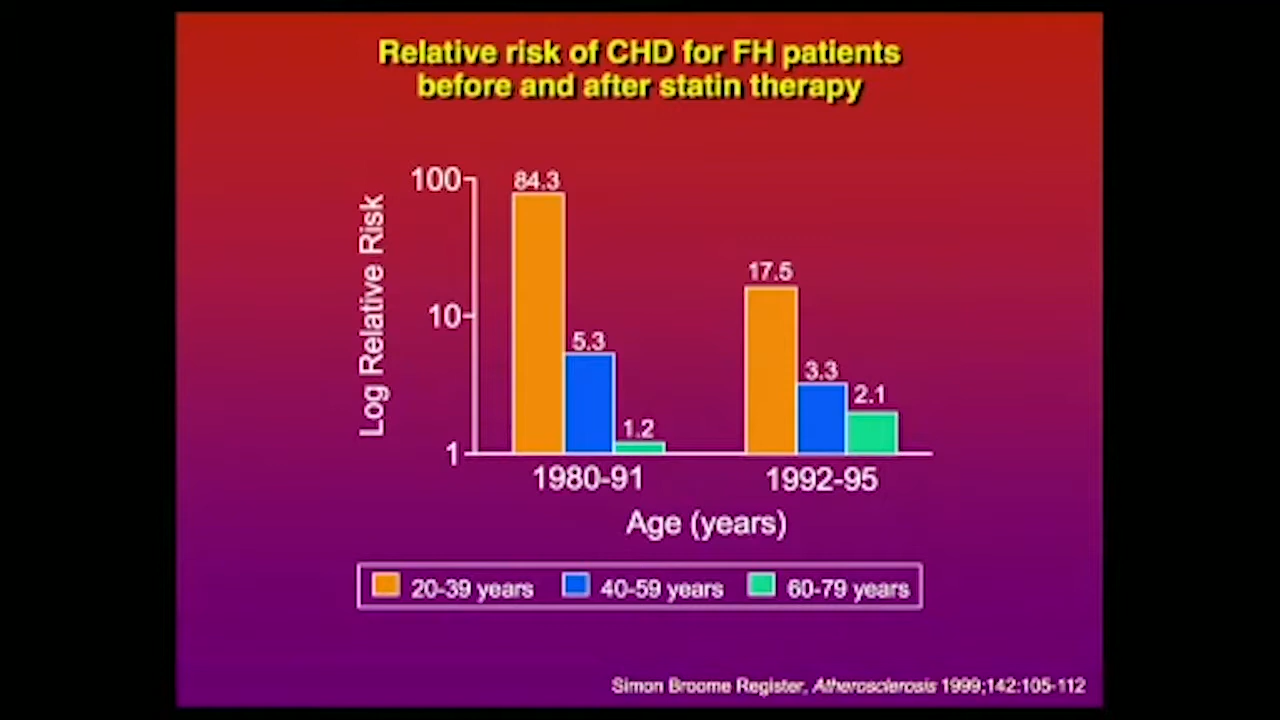 Relative risk of CHD for FH patients
before and after statin therapy
Log Relative Risk
100
10
1
84.3
5.3
1.2
17.5
3.3
2.1
1980-91
1992-95
Age (years)
20-39 years
40-59 years
60-79 years
Simon Broome Register, Atherosclerosis 1999;142:105-112